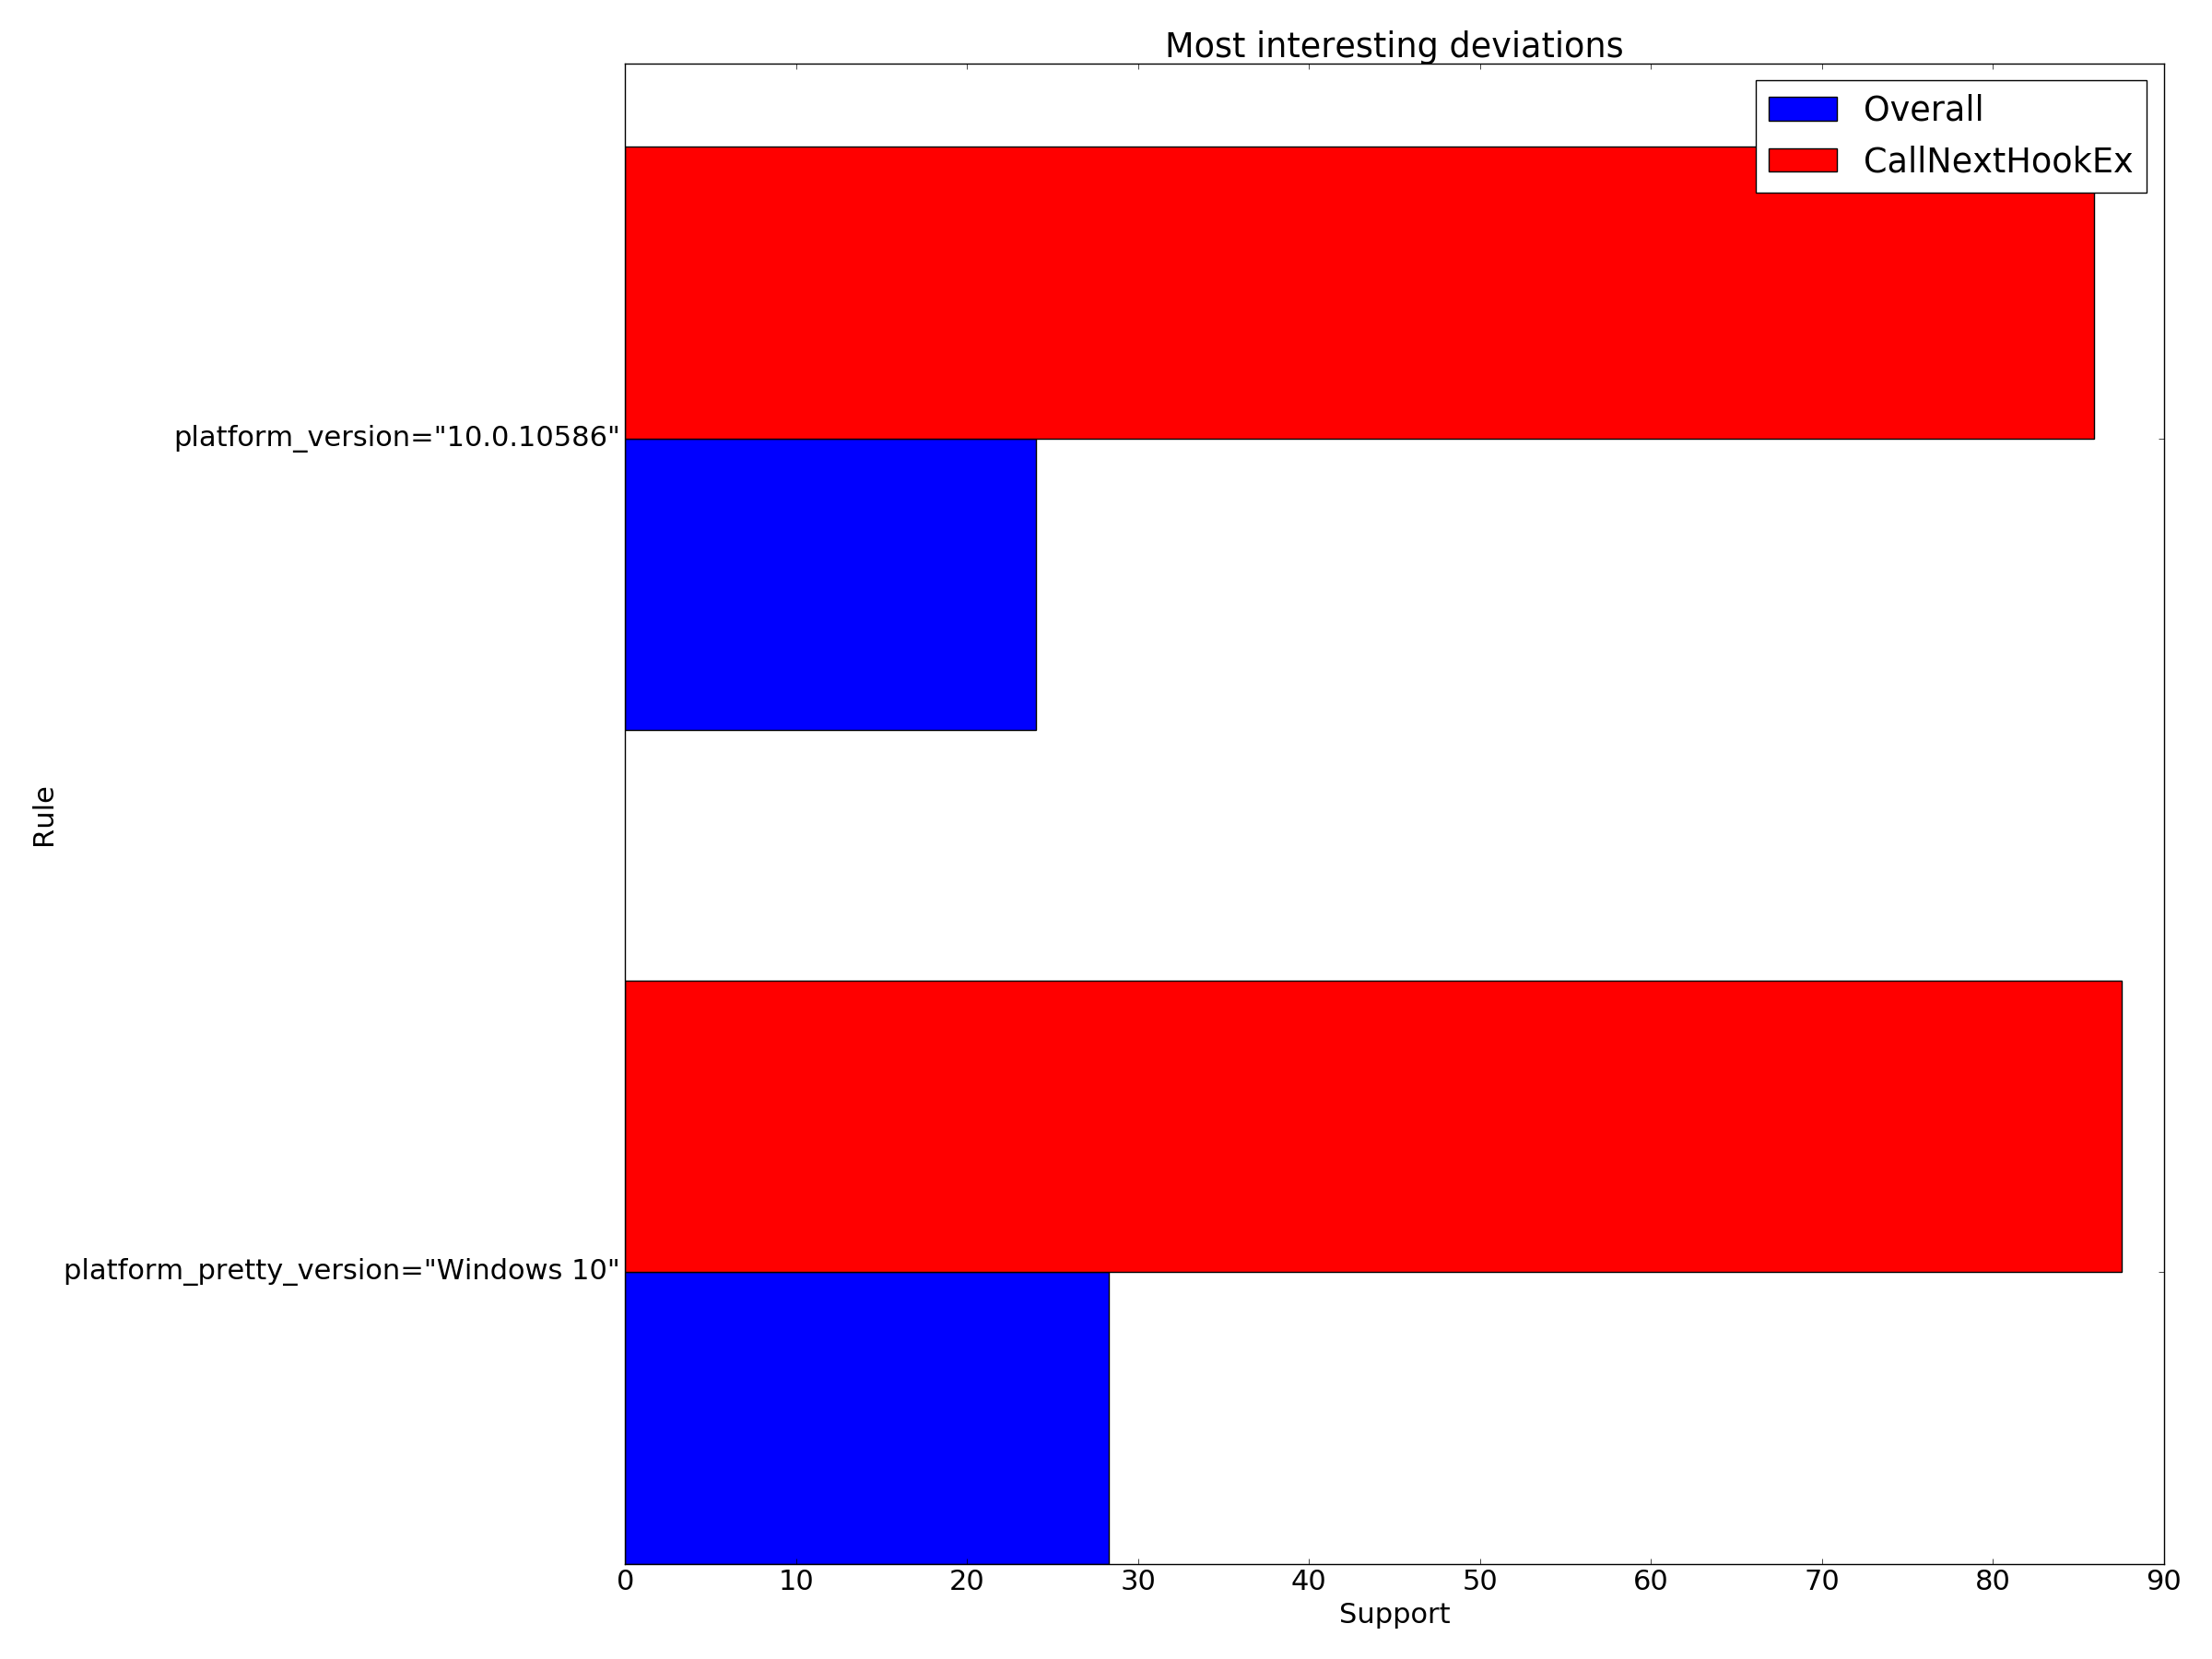 Most interesting deviations
Overall
CallNextHookEx
platform_version="10.0.10586"
Rule
platform_pretty_version="Windows 10"
0 10 20 30 40 50 60 70 80 90
Support